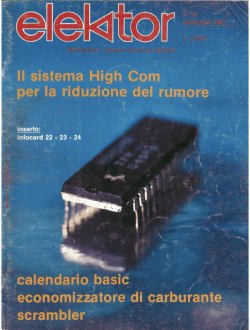 elektor
Il sistema High Com
per la riduzione del rumore
inserto:
Infocard 22 - 23 - 24
calendario basic
economizzatore di carburante
scrambler